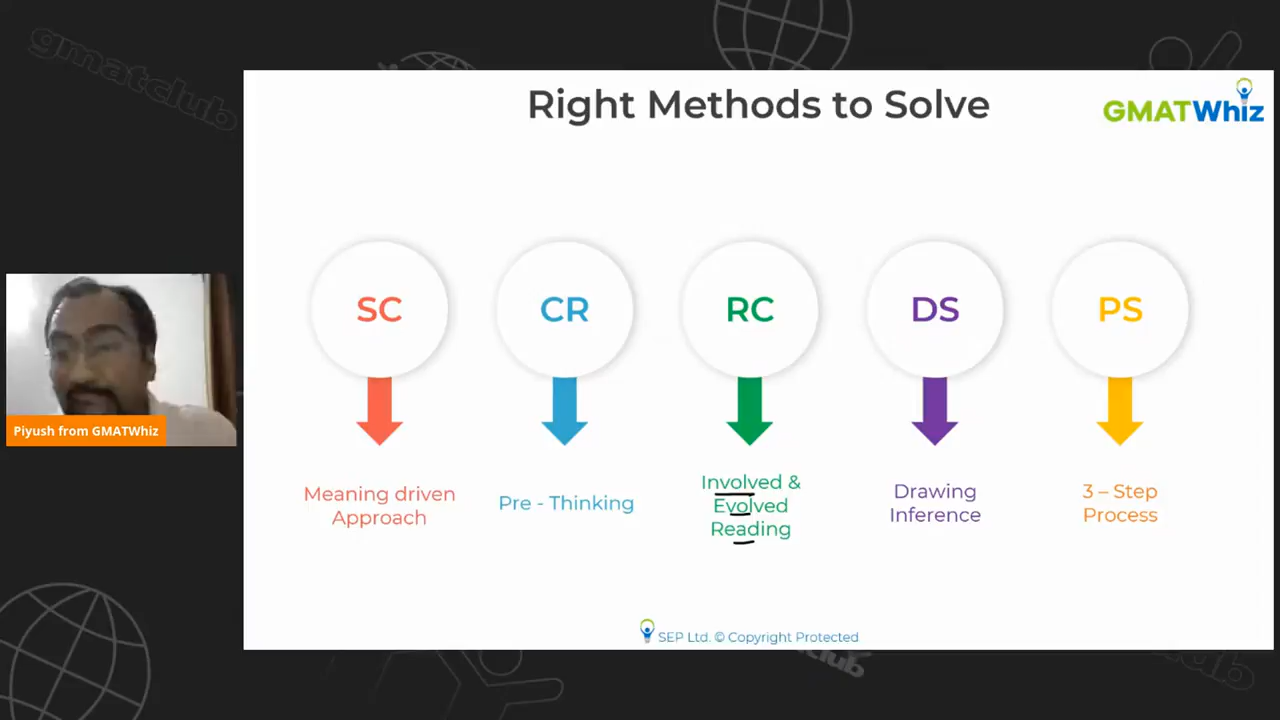 gmatclub
Right Methods to Solve
GMATWhiz
SC
CR
RC
DS
PS
Meaning driven
Approach
Pre - Thinking
Involved &
Evolved
Reading
Drawing
Inference
3 – Step
Process
Piyush from GMATWhiz
SEP Ltd. © Copyright Protected